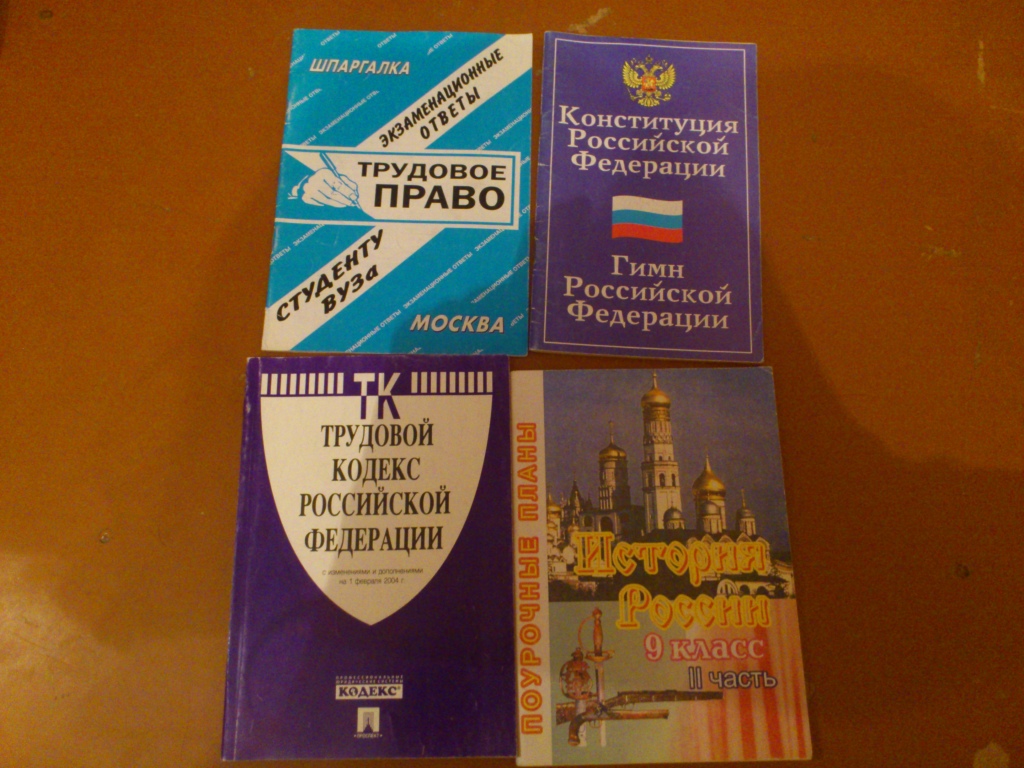 ШПАРГАЛКА
ЭКЗАМЕНАЦИОННЫЕ
ОТВЕТЫ
ТРУДОВОЕ
ПРАВО
СТУДЕНТУ
ВУЗа
МОСКВА
Конституция
Российской
Федерации
Гимн
Российской
Федерации
ТК
ТРУДОВОЙ
КОДЕКС
РОССИЙСКОЙ
ФЕДЕРАЦИИ
с изменениями и дополнениями
на 1 февраля 2004 г.
КОДЕКС
ПРОСПЕКТ
ПОУРОЧНЫЕ ПЛАНЫ
История
России
9 класс
II часть